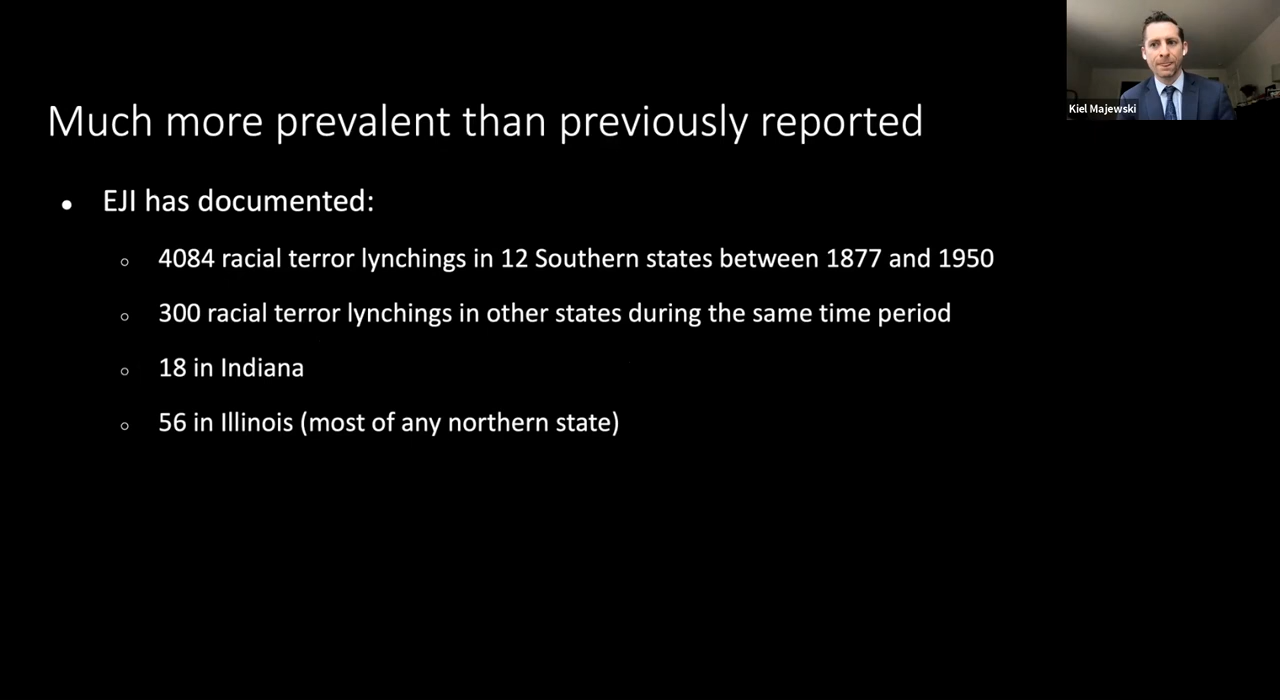 Kiel Majewski
Much more prevalent than previously reported
● EJI has documented:
○ 4084 racial terror lynchings in 12 Southern states between 1877 and 1950
○ 300 racial terror lynchings in other states during the same time period
○ 18 in Indiana
○ 56 in Illinois (most of any northern state)